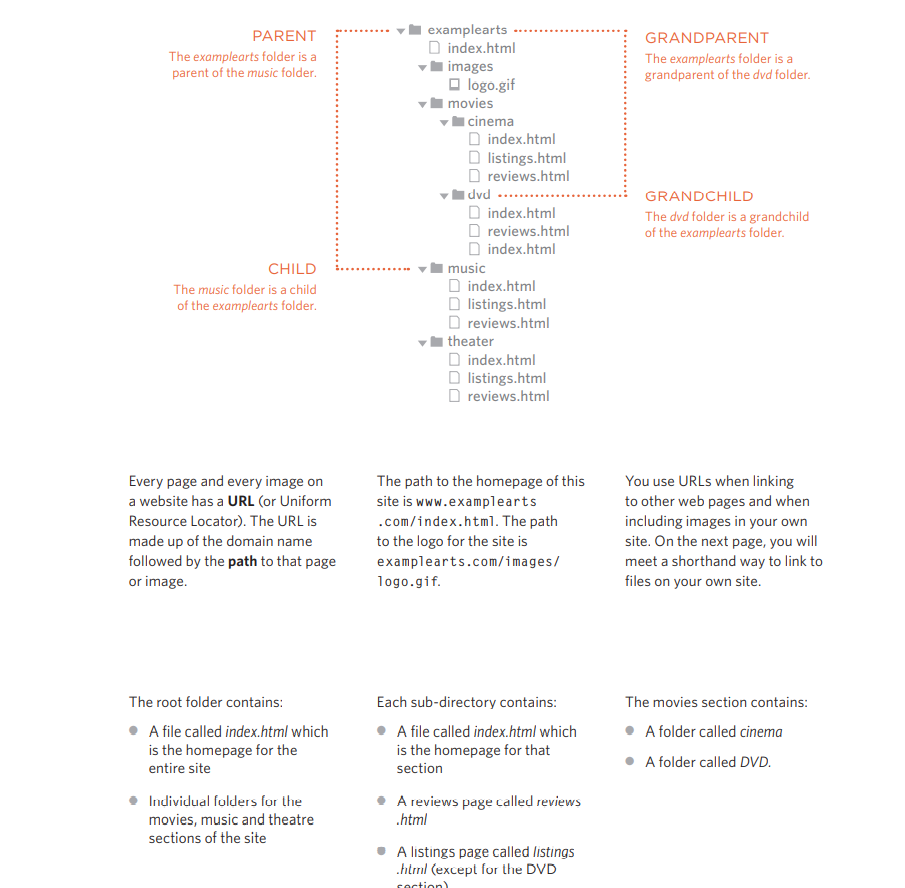 PARENT
The examplearts folder is a
parent of the music folder.
examplearts
index.html
images
logo.gif
movies
cinema
index.html
listings.html
reviews.html
dvd
index.html
reviews.html
index.html
music
index.html
listings.html
reviews.html
theater
index.html
listings.html
reviews.html
GRANDPARENT
The examplearts folder is a
grandparent of the dvd folder.
GRANDCHILD
The dvd folder is a grandchild
of the examplearts folder.
CHILD
The music folder is a child
of the examplearts folder.
Every page and every image on
a website has a URL (or Uniform
Resource Locator). The URL is
made up of the domain name
followed by the path to that page
or image.
The path to the homepage of this
site is www.examplearts
.com/index.html. The path
to the logo for the site is
examplearts.com/images/
logo.gif.
You use URLs when linking
to other web pages and when
including images in your own
site. On the next page, you will
meet a shorthand way to link to
files on your own site.
The root folder contains:
A file called index.html which
is the homepage for the
entire site
Individual folders for the
movies, music and theatre
sections of the site
Each sub-directory contains:
A file called index.html which
is the homepage for that
section
A reviews page called reviews
.html
A listings page called listings
.html (except for the DVD
section)
The movies section contains:
A folder called cinema
A folder called DVD.